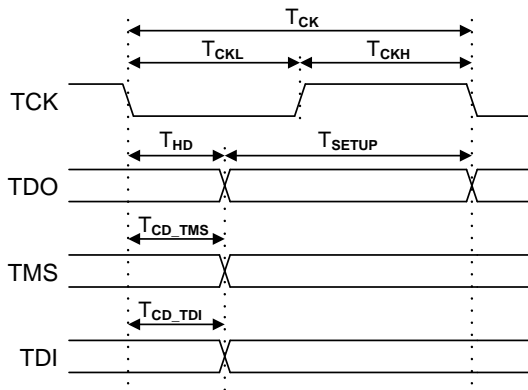 TCK
TCKL
TCKH
TCK
THD
TSETUP
TDO
TCD_TMS
TMS
TCD_TDI
TDI